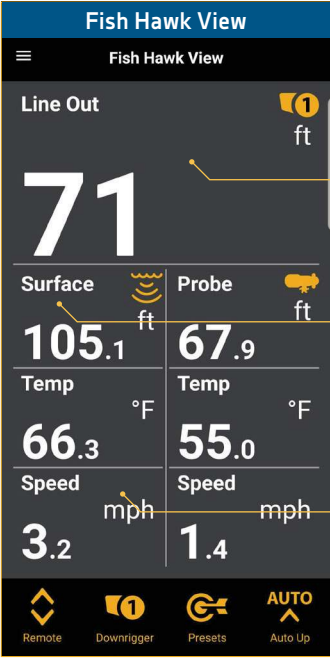 Fish Hawk View
Fish Hawk View
Line Out
1
ft
71
Surface
ft
105.1
Probe
ft
67.9
Temp
°F
66.3
Temp
°F
55.0
Speed
mph
3.2
Speed
mph
1.4
Remote
1
Downrigger
Presets
AUTO
Auto Up